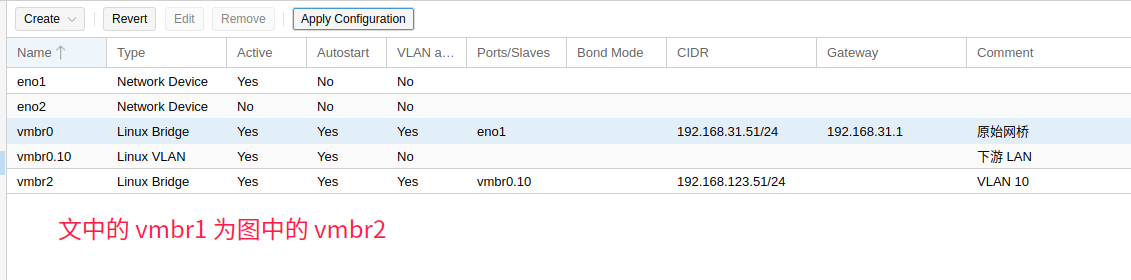 Create Revert Edit Remove Apply Configuration
Name Type Active Autostart VLAN a... Ports/Slaves Bond Mode CIDR Gateway Comment
eno1 Network Device Yes No No
eno2 Network Device No No No
vmbr0 Linux Bridge Yes Yes Yes eno1 192.168.31.51/24 192.168.31.1 原始网桥
vmbr0.10 Linux VLAN Yes Yes No 下游 LAN
vmbr2 Linux Bridge Yes Yes Yes vmbr0.10 192.168.123.51/24 VLAN 10
文中的 vmbr1 为图中的 vmbr2